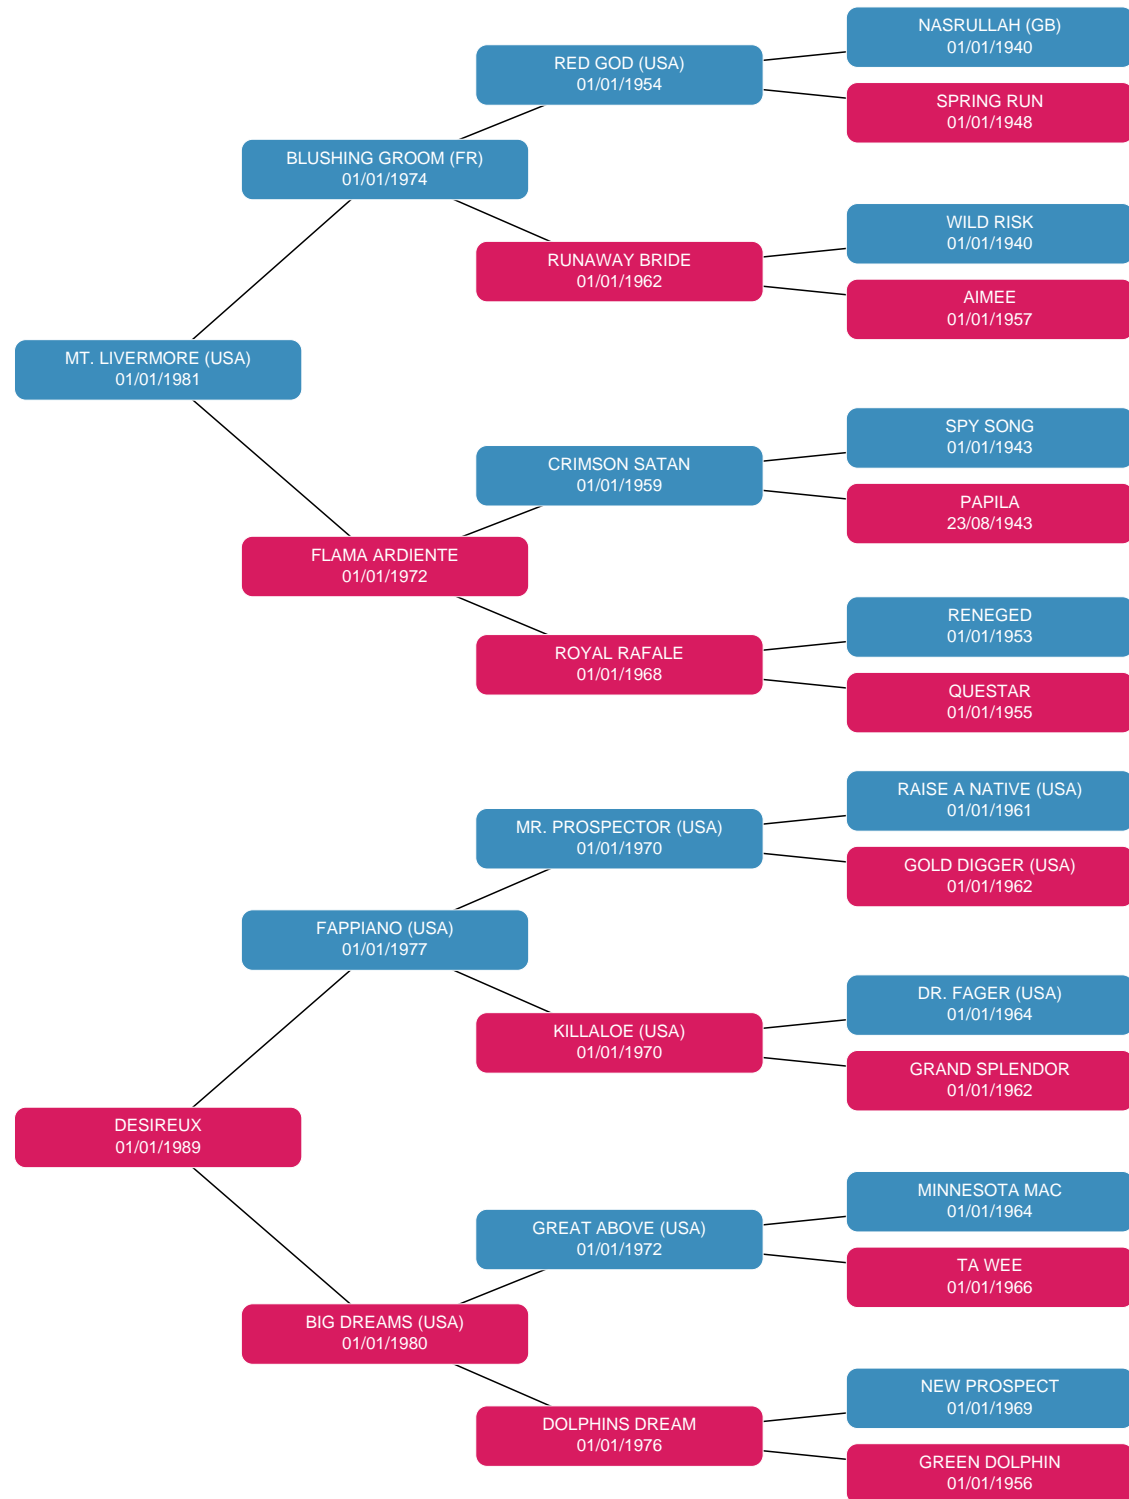 NASRULLAH (GB)
01/01/1940
RED GOD (USA)
01/01/1954
SPRING RUN
01/01/1948
BLUSHING GROOM (FR)
01/01/1974
WILD RISK
01/01/1940
RUNAWAY BRIDE
01/01/1962
AIMEE
01/01/1957
MT. LIVERMORE (USA)
01/01/1981
SPY SONG
01/01/1943
CRIMSON SATAN
01/01/1959
PAPILA
23/08/1943
FLAMA ARDIENTE
01/01/1972
RENEGED
01/01/1953
ROYAL RAFALE
01/01/1968
QUESTAR
01/01/1955
RAISE A NATIVE (USA)
01/01/1961
MR. PROSPECTOR (USA)
01/01/1970
GOLD DIGGER (USA)
01/01/1962
FAPPIANO (USA)
01/01/1977
DR. FAGER (USA)
01/01/1964
KILLALOE (USA)
01/01/1970
GRAND SPLENDOR
01/01/1962
DESIREUX
01/01/1989
MINNESOTA MAC
01/01/1964
GREAT ABOVE (USA)
01/01/1972
TA WEE
01/01/1966
BIG DREAMS (USA)
01/01/1980
NEW PROSPECT
01/01/1969
DOLPHINS DREAM
01/01/1976
GREEN DOLPHIN
01/01/1956